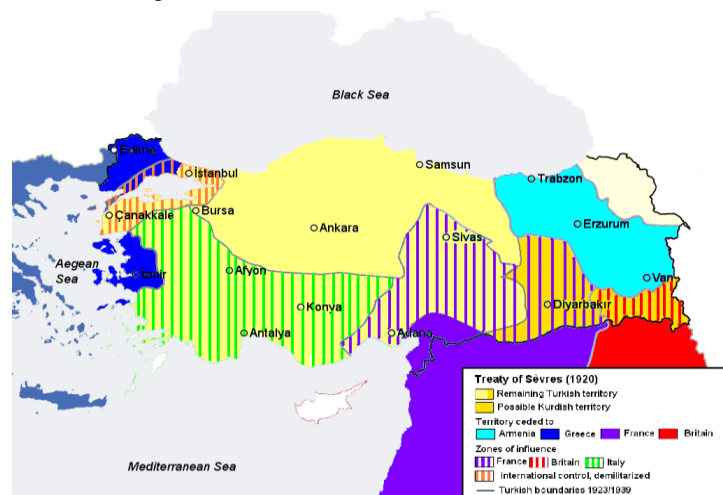 Black Sea
Edirne
İstanbul
Samsun
Trabzon
Çanakkale
Bursa
Erzurum
Ankara
Sivas
Aegean
Sea
İzmir
Afyon
Van
Konya
Diyarbakır
Antalya
Adana
Mediterranean Sea
Treaty of Sèvres (1920)
Remaining Turkish territory
Possible Kurdish territory
Territory ceded to
Armenia Greece France Britain
Zones of influence
France Britain Italy
International control, demilitarized
Turkish boundaries 1923/1939